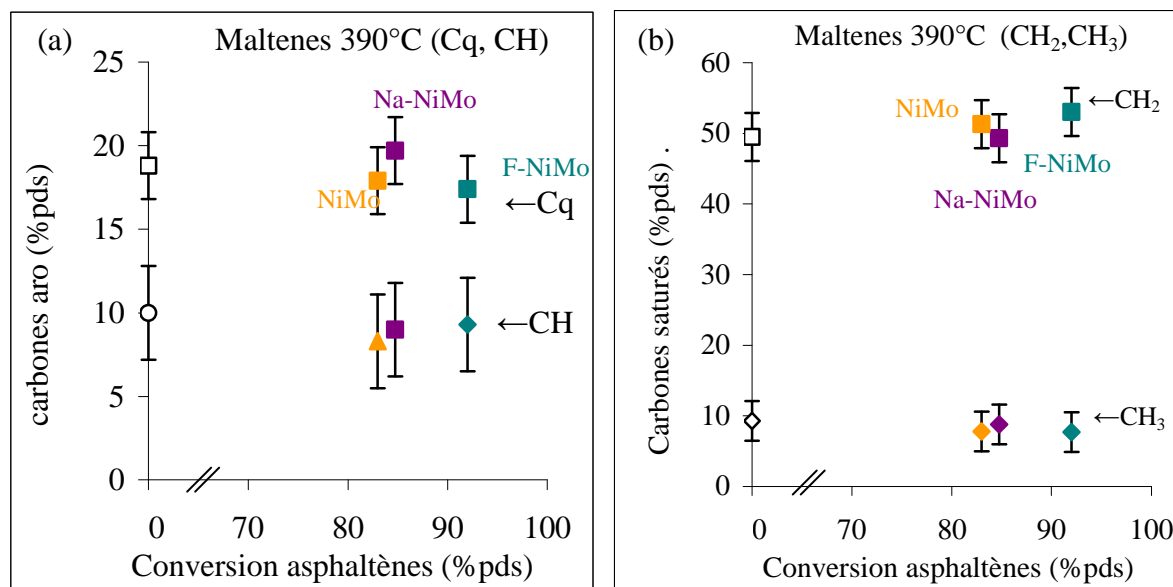 (a)
Maltenes 390°C (Cq, CH)
25
20
15
10
5
0
carbones aro (%pds)
Na-NiMo
NiMo
F-NiMo
←Cq
←CH
0
70
80
90
100
Conversion asphaltènes (%pds)
(b)
Maltenes 390°C (CH₂,CH₃)
60
50
40
30
20
10
0
Carbones saturés (%pds) .
NiMo
←CH₂
F-NiMo
Na-NiMo
←CH₃
0
70
80
90
100
Conversion asphaltènes (%pds)